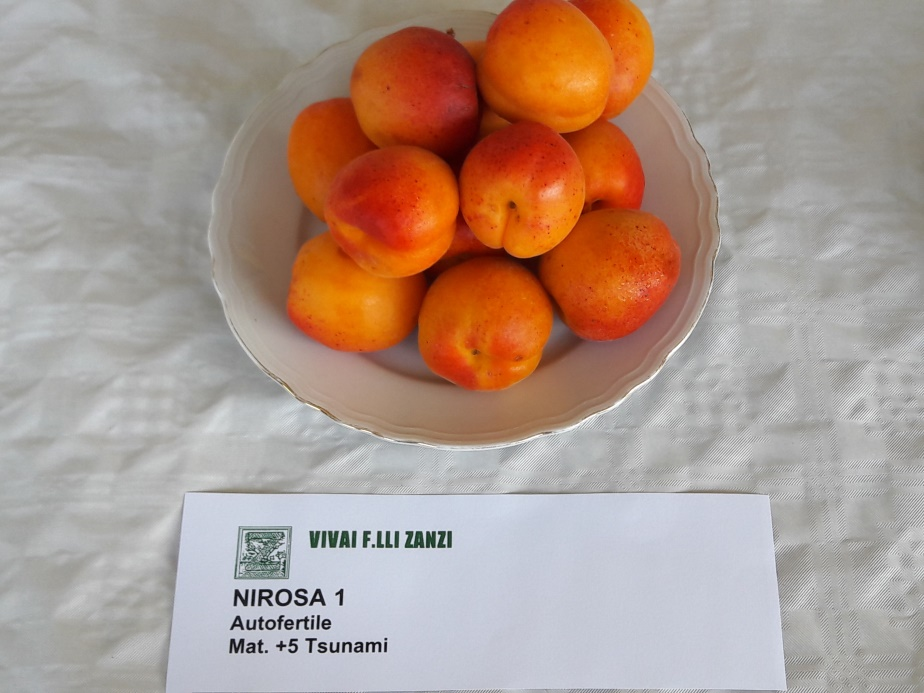 VIVAI F.LLI ZANZI
NIROSA 1
Autofertile
Mat. +5 Tsunami